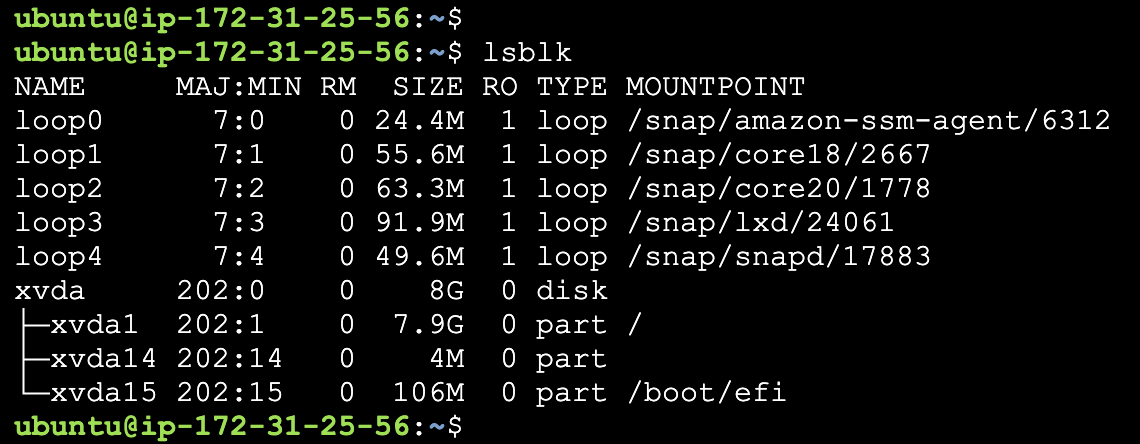 ubuntu@ip-172-31-25-56:~$
ubuntu@ip-172-31-25-56:~$ lsblk
NAME     MAJ:MIN RM  SIZE RO TYPE MOUNTPOINT
loop0      7:0    0 24.4M  1 loop /snap/amazon-ssm-agent/6312
loop1      7:1    0 55.6M  1 loop /snap/core18/2667
loop2      7:2    0 63.3M  1 loop /snap/core20/1778
loop3      7:3    0 91.9M  1 loop /snap/lxd/24061
loop4      7:4    0 49.6M  1 loop /snap/snapd/17883
xvda     202:0    0    8G  0 disk
├─xvda1  202:1    0  7.9G  0 part /
├─xvda14 202:14   0    4M  0 part
└─xvda15 202:15   0  106M  0 part /boot/efi
ubuntu@ip-172-31-25-56:~$